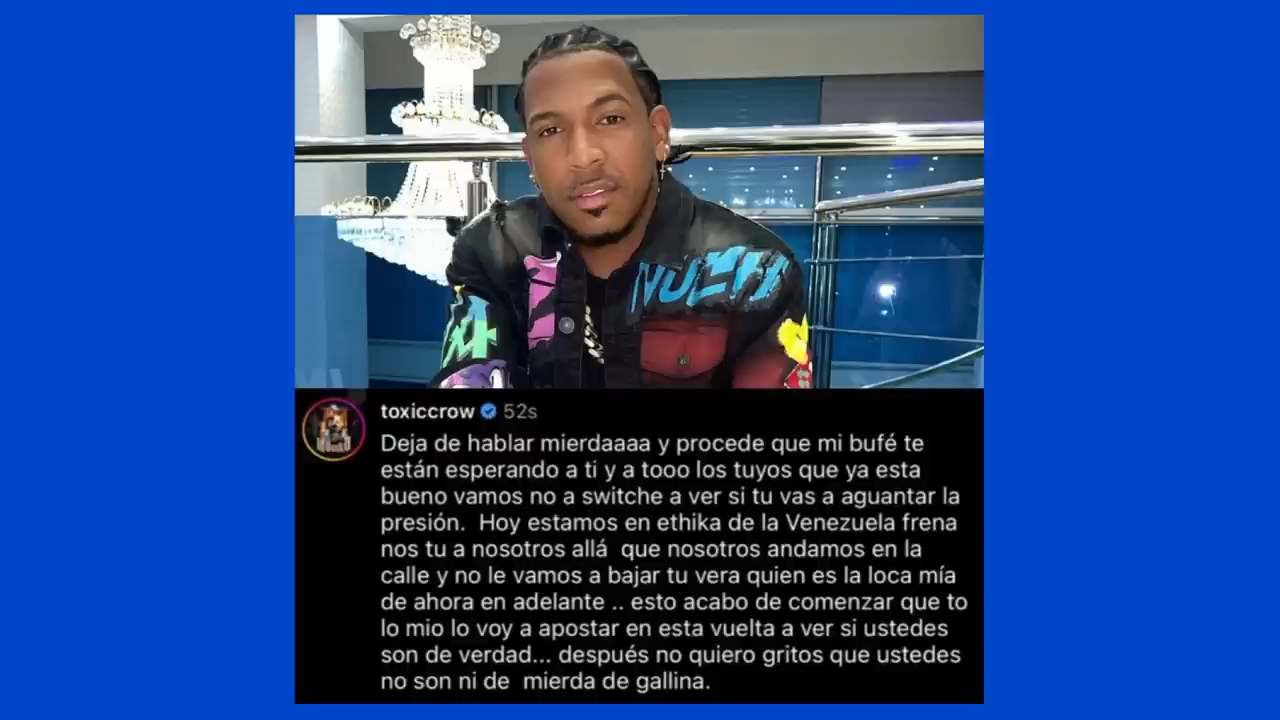 NUCH
toxiccrow 52s
Deja de hablar mierdaaaa y procede que mi bufé te
están esperando a ti y a tooo los tuyos que ya esta
bueno vamos no a switche a ver si tu vas a aguantar la
presión.  Hoy estamos en ethika de la Venezuela frena
nos tu a nosotros allá  que nosotros andamos en la
calle y no le vamos a bajar tu vera quien es la loca mía
de ahora en adelante .. esto acabo de comenzar que to
lo mio lo voy a apostar en esta vuelta a ver si ustedes
son de verdad... después no quiero gritos que ustedes
no son ni de  mierda de gallina.